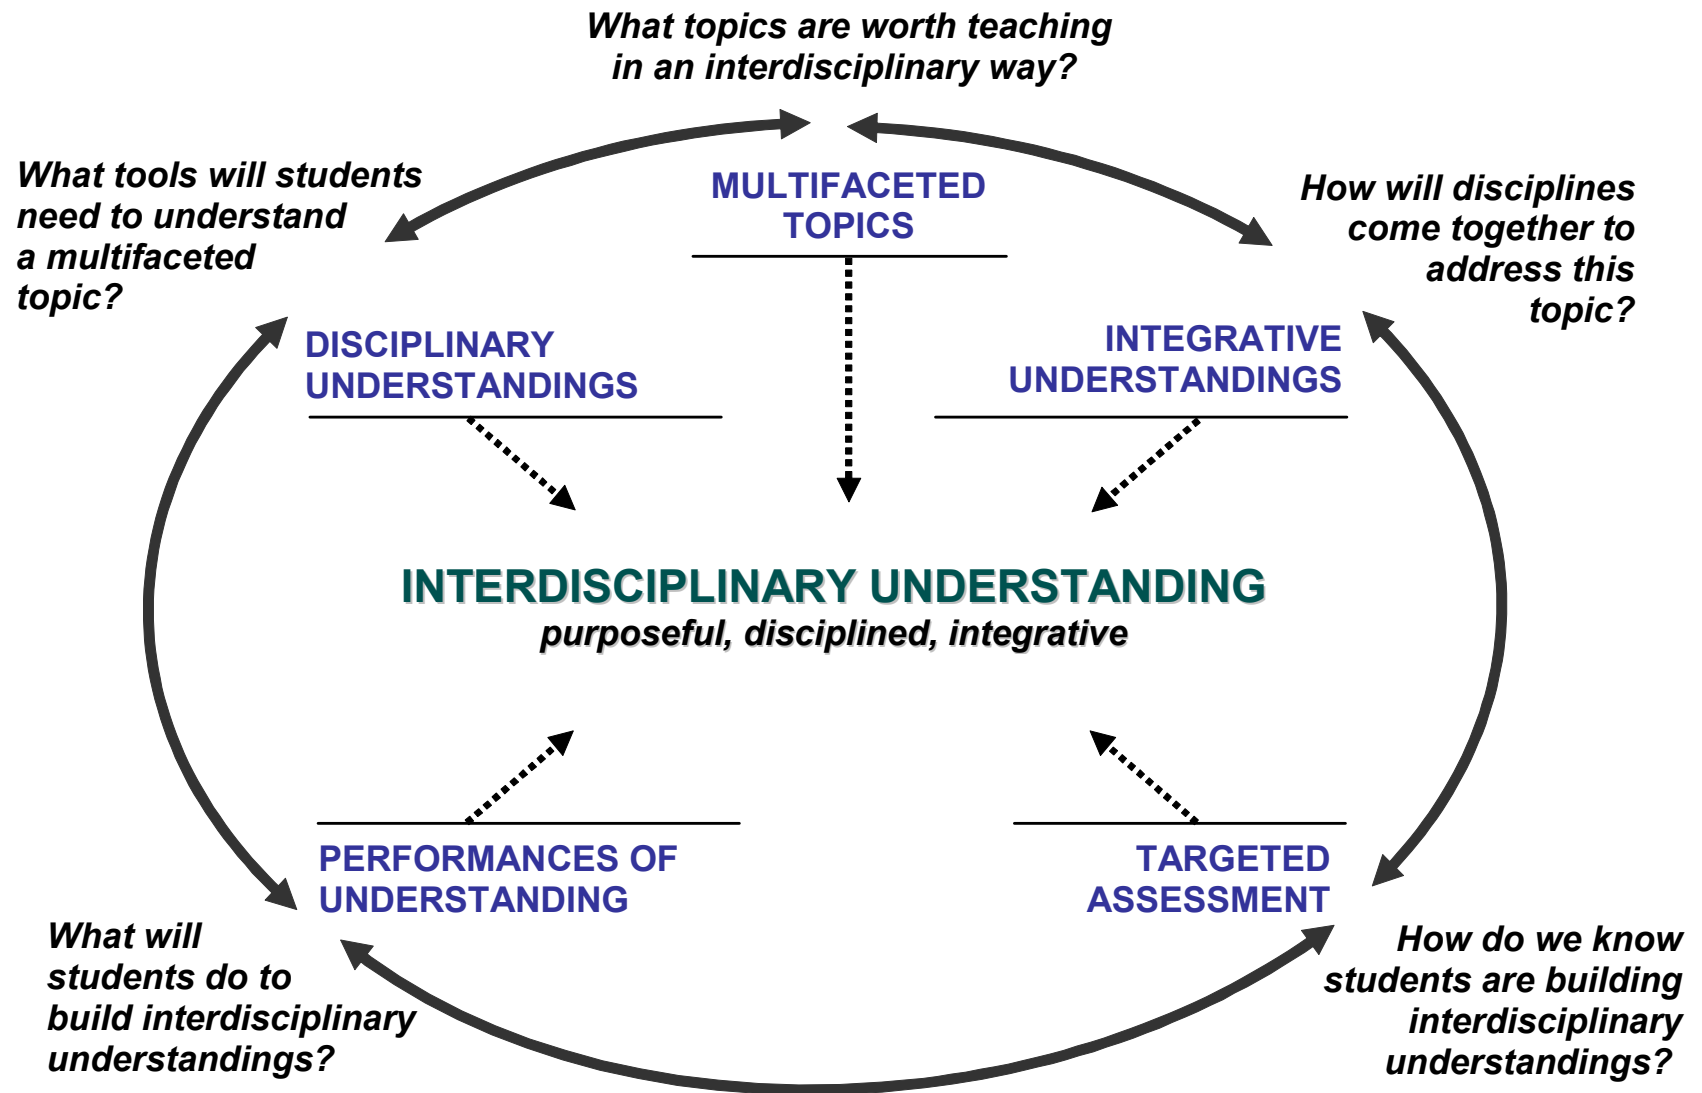 What topics are worth teaching
in an interdisciplinary way?
What tools will students
need to understand
a multifaceted
topic?
MULTIFACETED
TOPICS
How will disciplines
come together to
address this
topic?
DISCIPLINARY
UNDERSTANDINGS
INTEGRATIVE
UNDERSTANDINGS
INTERDISCIPLINARY UNDERSTANDING
purposeful, disciplined, integrative
PERFORMANCES OF
UNDERSTANDING
TARGETED
ASSESSMENT
What will
students do to
build interdisciplinary
understandings?
How do we know
students are building
interdisciplinary
understandings?